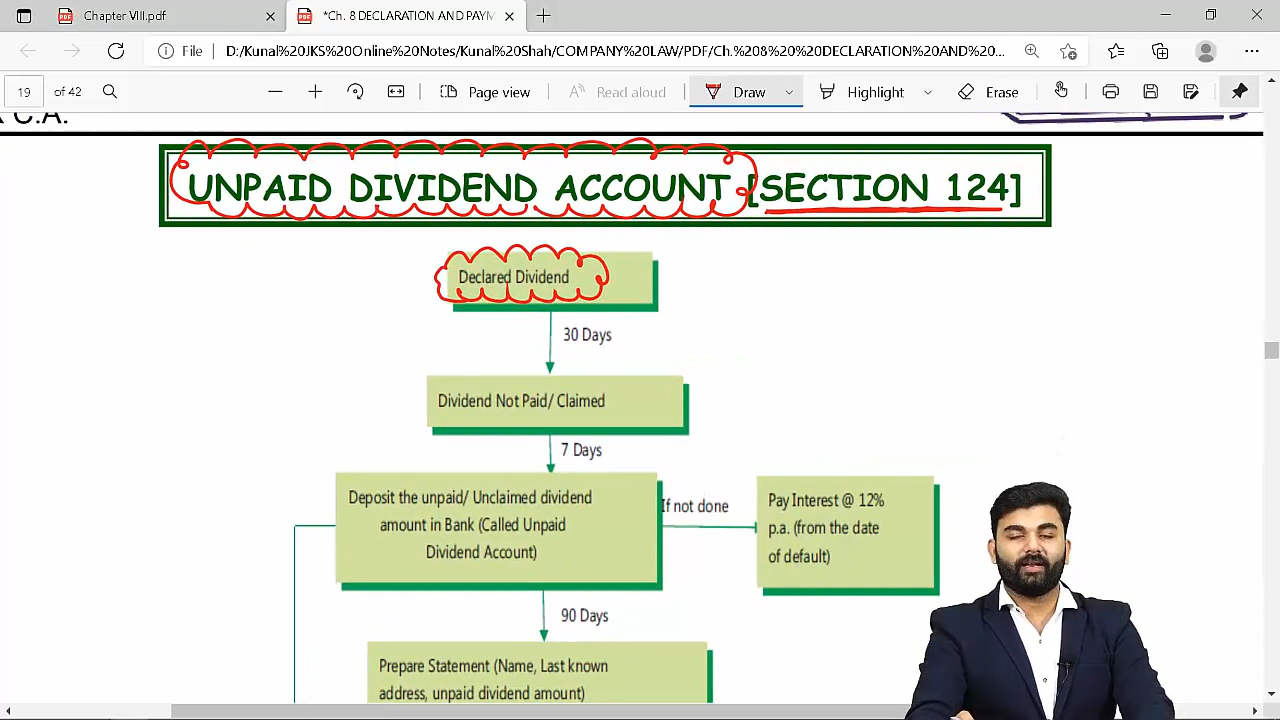 Chapter VIII.pdf
*Ch. 8 DECLARATION AND PAYM
File
D:/Kunal%20JKS%20Online%20Notes/Kunal%20Shah/COMPANY%20LAW/PDF/Ch.%208%20%20DECLARATION%20AND%20...
19 of 42
Page view
Read aloud
Draw
Highlight
Erase
C.A.
UNPAID DIVIDEND ACCOUNT [SECTION 124]
Declared Dividend
30 Days
Dividend Not Paid/ Claimed
7 Days
Deposit the unpaid/ Unclaimed dividend
amount in Bank (Called Unpaid
Dividend Account)
If not done
Pay Interest @ 12%
p.a. (from the date
of default)
90 Days
Prepare Statement (Name, Last known
address, unpaid dividend amount)